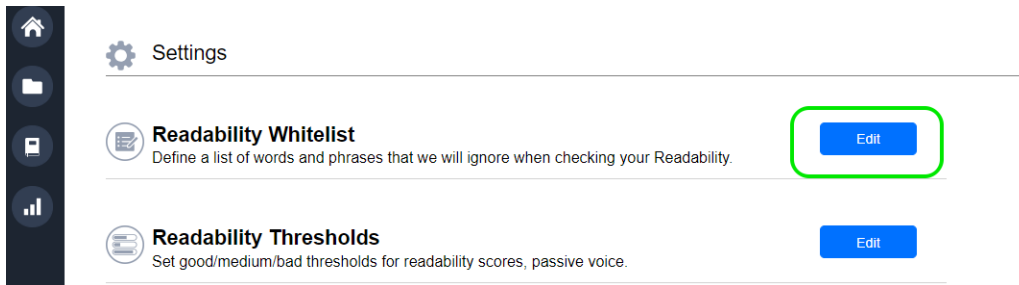 Settings
Readability Whitelist
Define a list of words and phrases that we will ignore when checking your Readability.
Edit
Readability Thresholds
Set good/medium/bad thresholds for readability scores, passive voice.
Edit